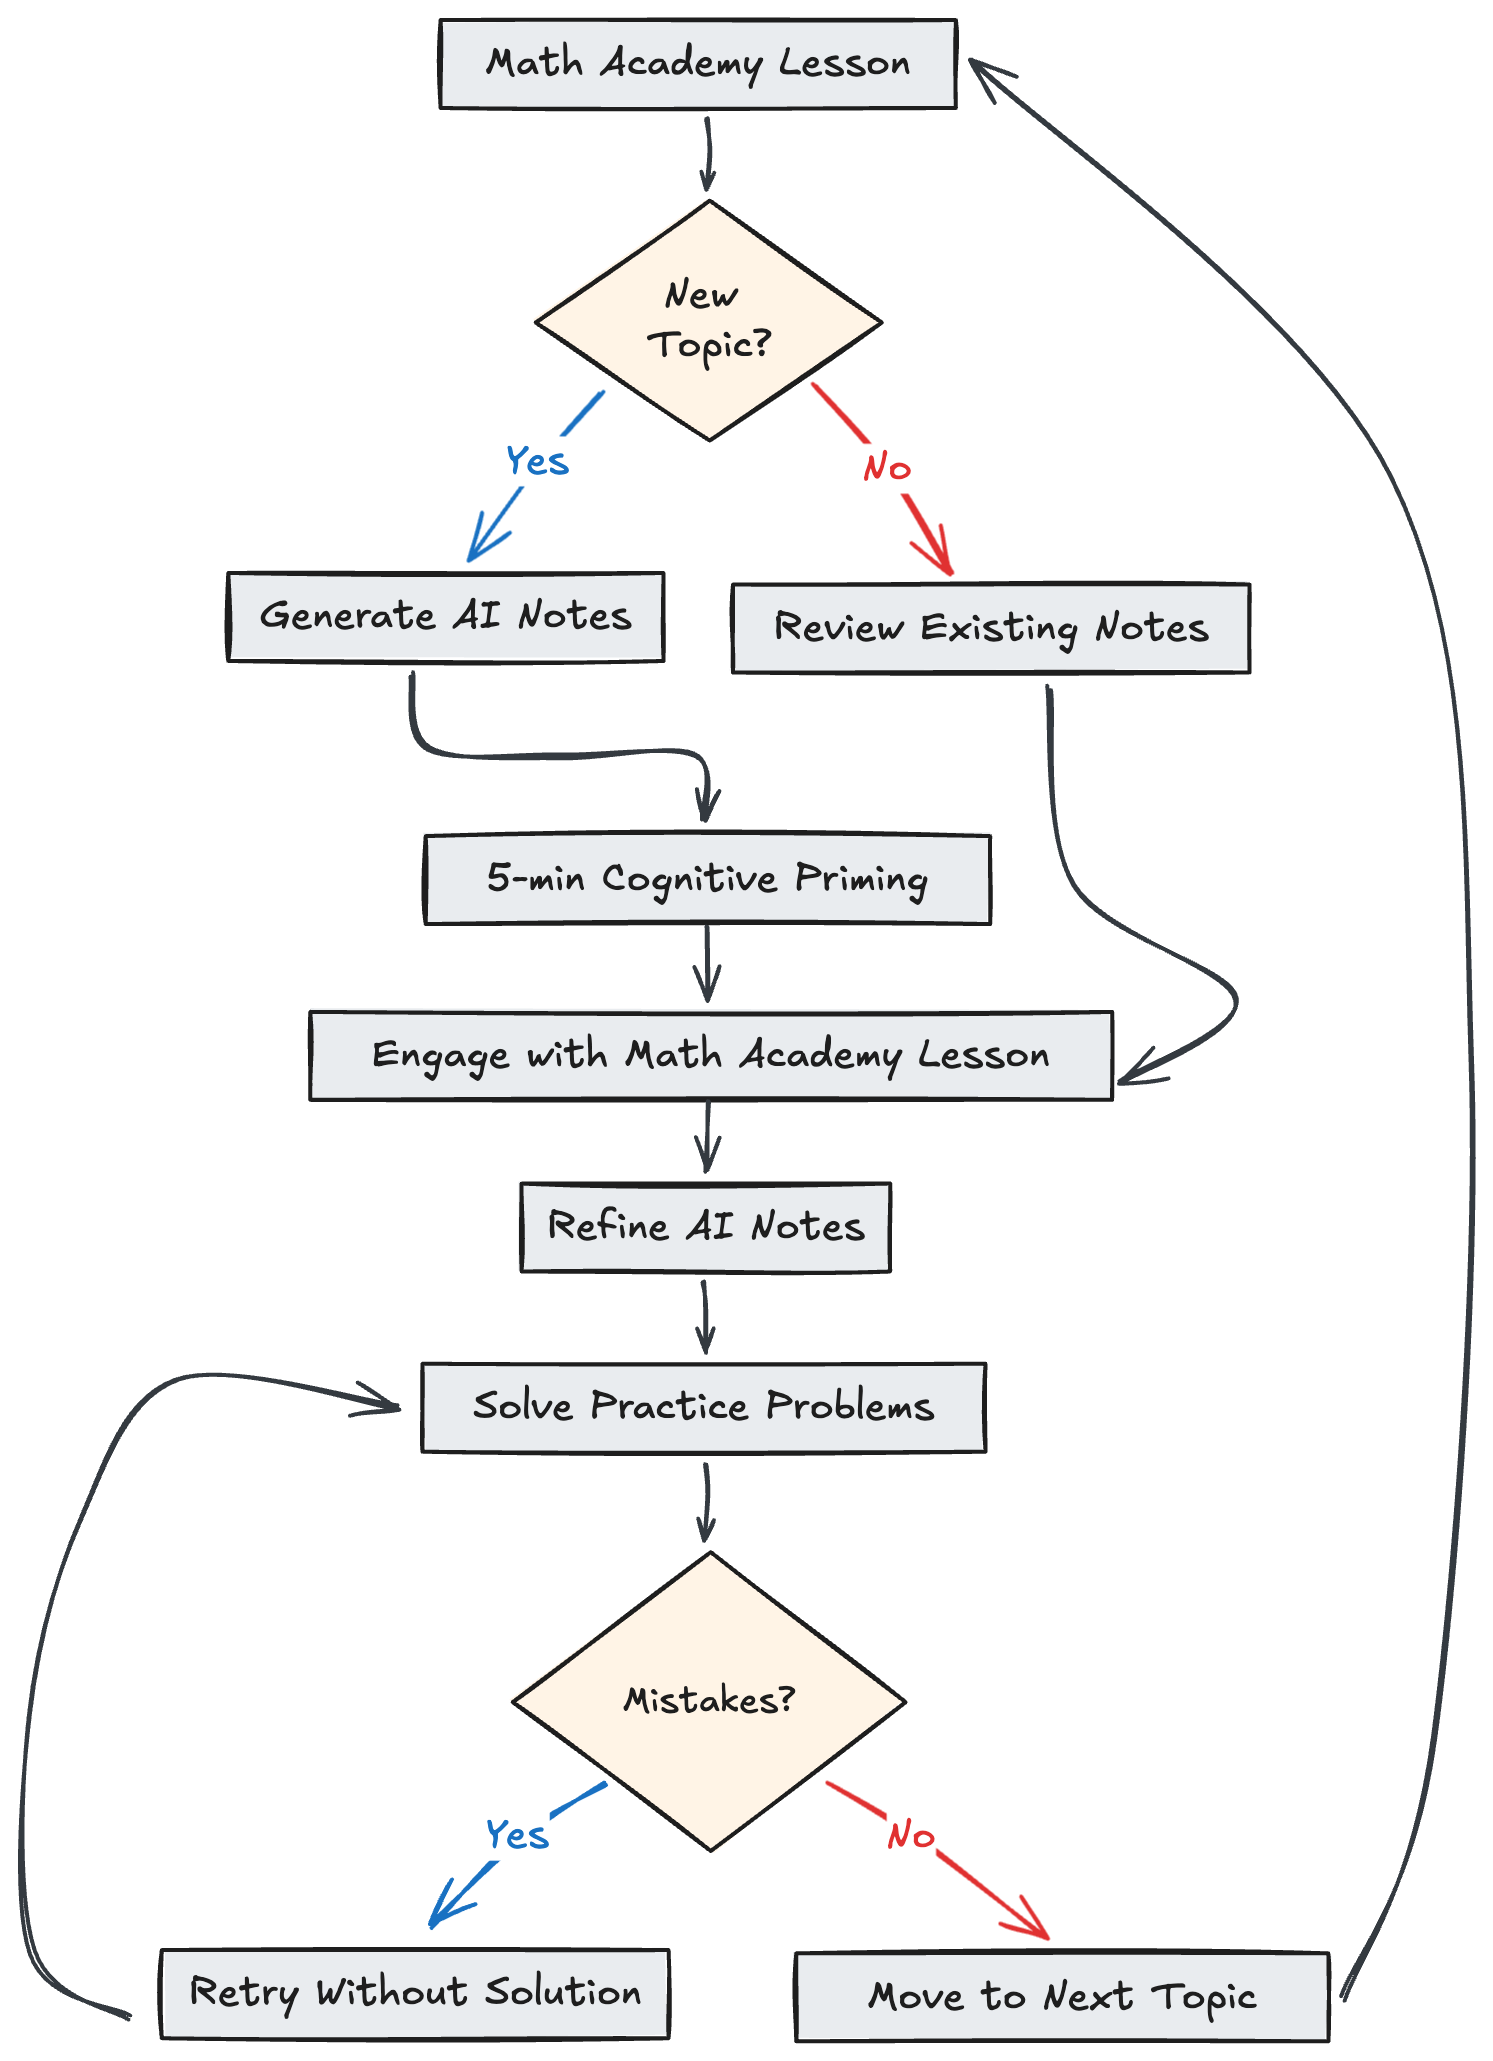 Math Academy Lesson
New
Topic?
Yes
No
Generate AI Notes
Review Existing Notes
5-min Cognitive Priming
Engage with Math Academy Lesson
Refine AI Notes
Solve Practice Problems
Mistakes?
Yes
No
Retry Without Solution
Move to Next Topic